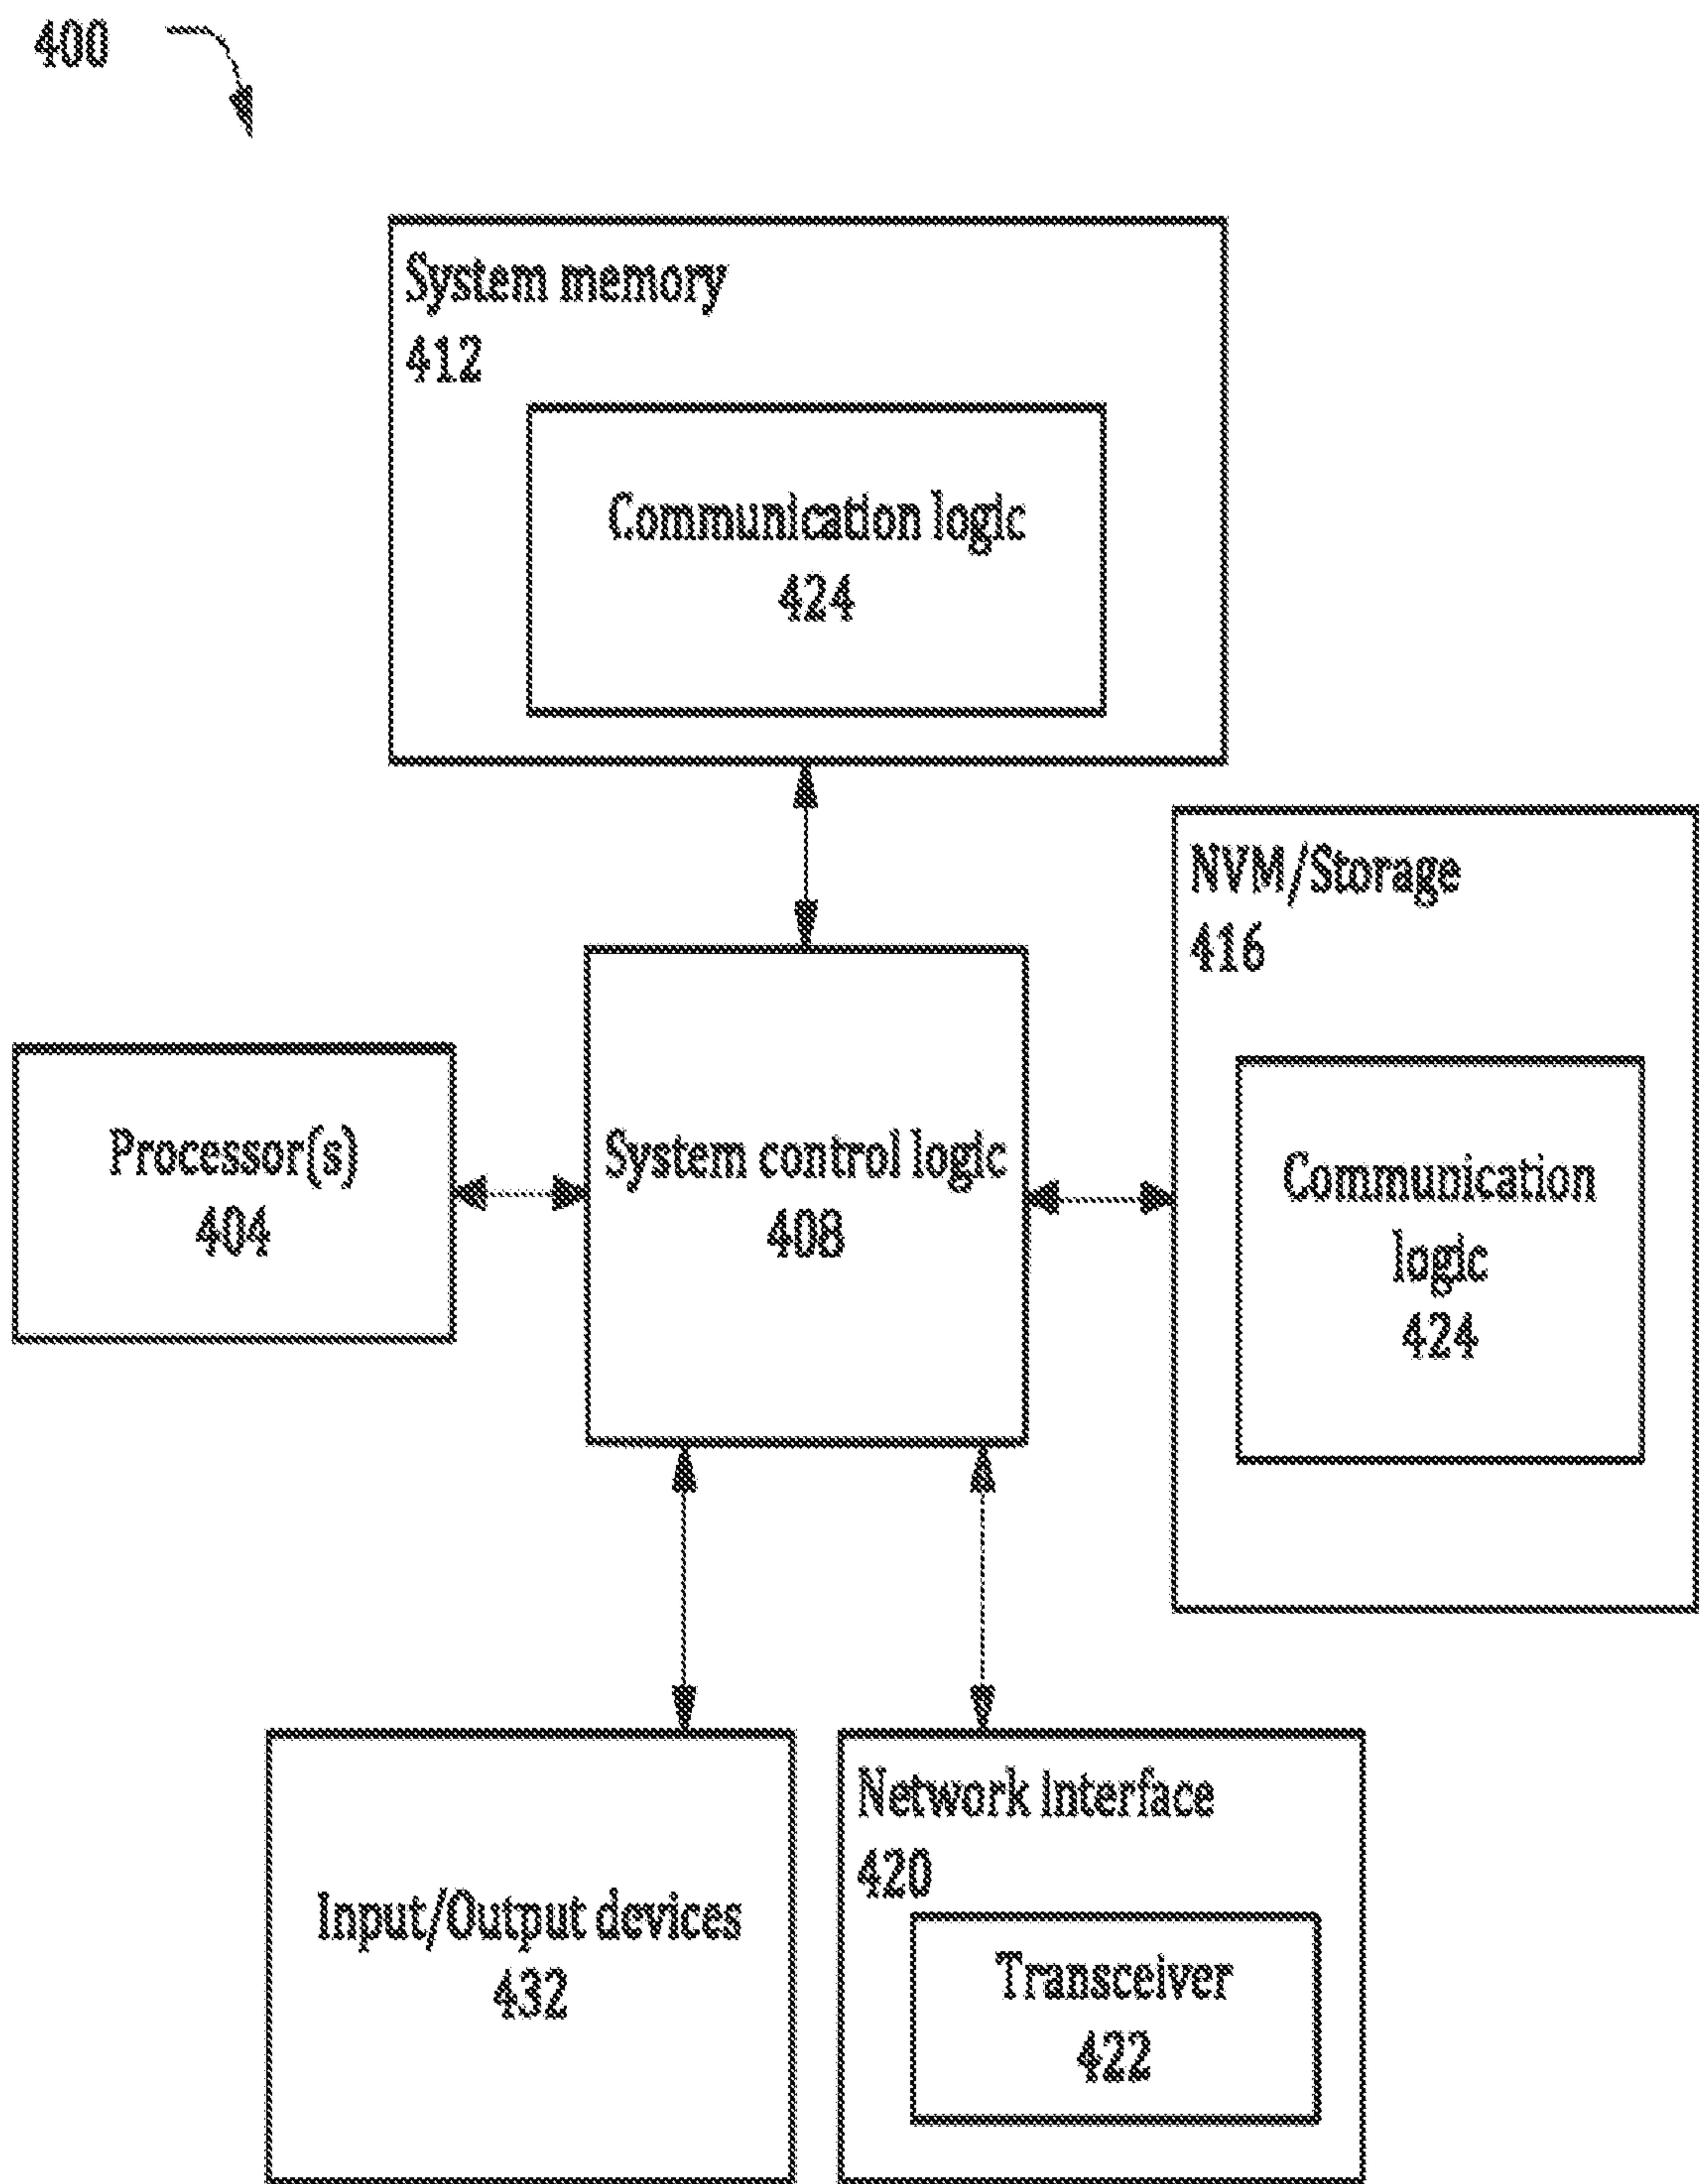 400
System memory
412
Communication logic
424
NVM/Storage
416
Communication
logic
424
Processor(s)
404
System control logic
408
Input/Output devices
432
Network interface
420
Transceiver
422